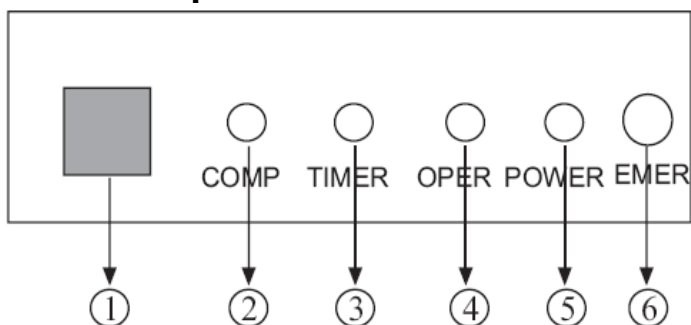 COMP TIMER OPER POWER EMER
① ② ③ ④ ⑤ ⑥